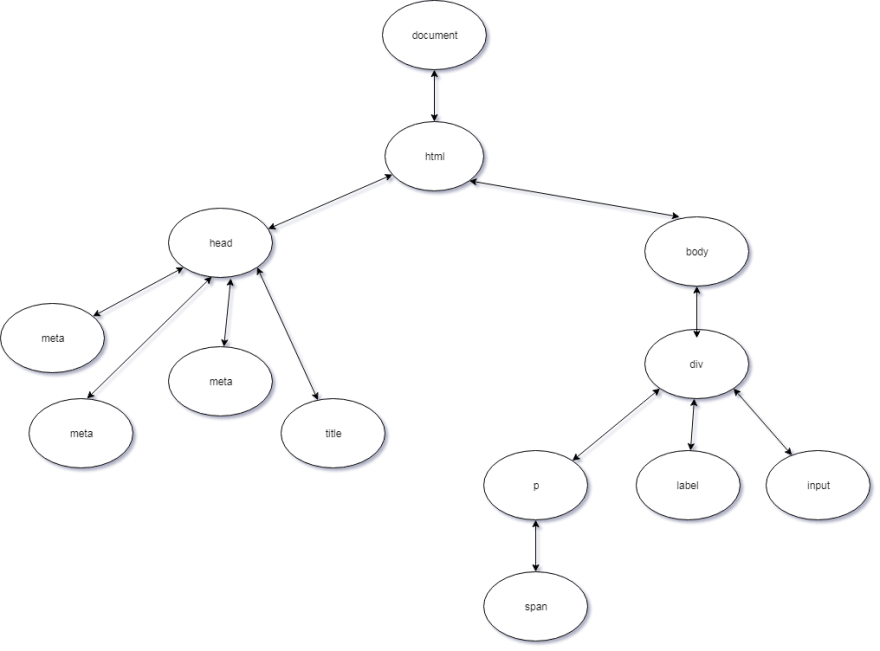 document
html
head
body
meta
div
meta
meta
title
p
label
input
span